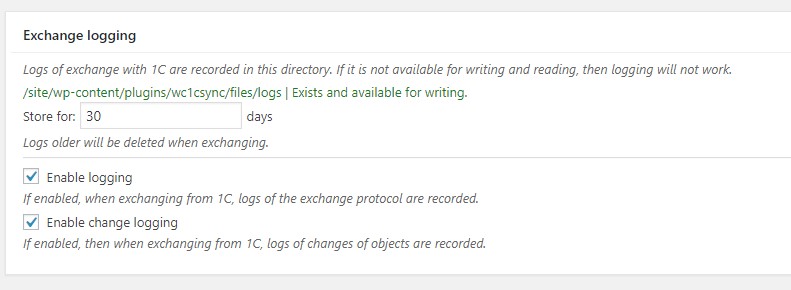 Exchange logging
Logs of exchange with 1C are recorded in this directory. If it is not available for writing and reading, then logging will not work.
/site/wp-content/plugins/wc1csync/files/logs | Exists and available for writing.
Store for: 30 days
Logs older will be deleted when exchanging.
Enable logging
If enabled, when exchanging from 1C, logs of the exchange protocol are recorded.
Enable change logging
If enabled, then when exchanging from 1C, logs of changes of objects are recorded.